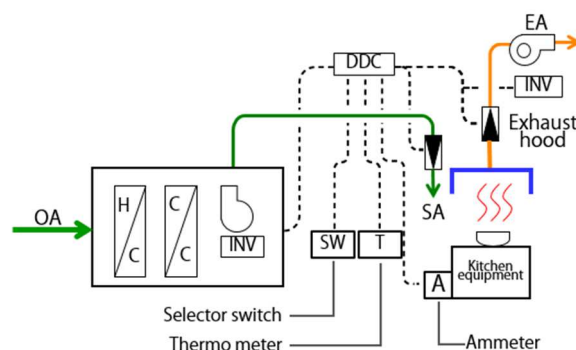 EA
DDC
INV
Exhaust
hood
H
C
C
C
OA
INV
SA
SW
T
Kitchen
equipment
A
Selector switch
Thermo meter
Ammeter